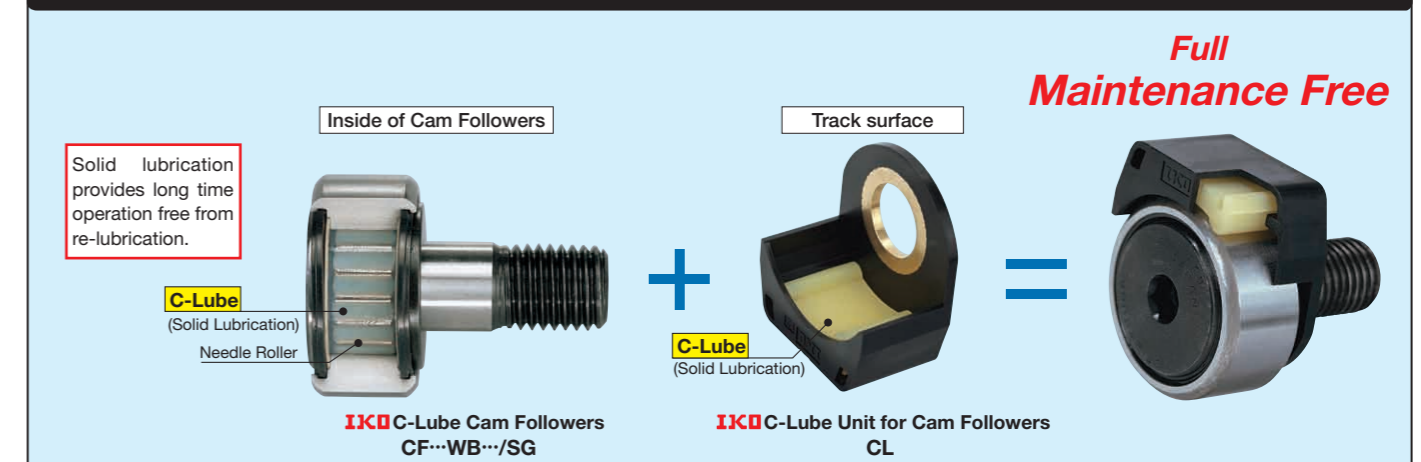 Full
Maintenance Free
Inside of Cam Followers
Track surface
Solid lubrication
provides long time
operation free from
re-lubrication.
C-Lube
(Solid Lubrication)
Needle Roller
C-Lube
(Solid Lubrication)
IKO
IKO C-Lube Cam Followers
CF···WB···/SG
IKO C-Lube Unit for Cam Followers
CL